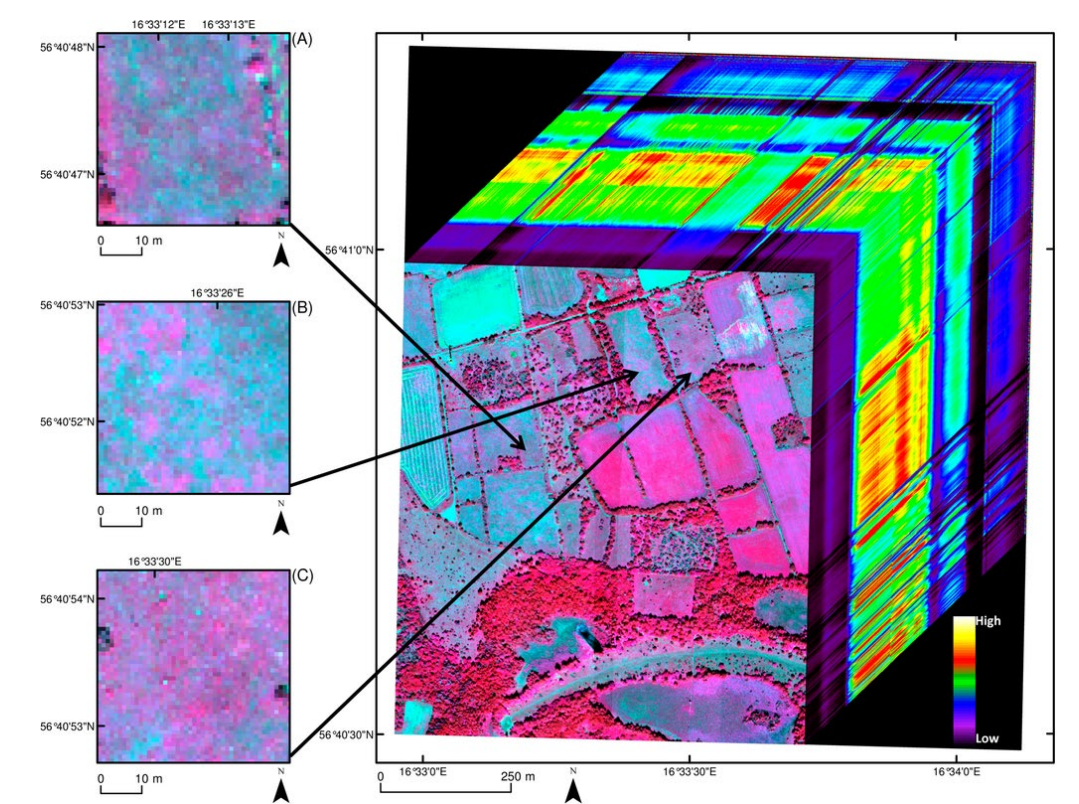 16°33'12"E 16°33'13"E
(A)
56°40'48"N
56°40'47"N
0 10 m
N
16°33'26"E
(B)
56°40'53"N
56°40'52"N
0 10 m
N
16°33'30"E
(C)
56°40'54"N
56°40'53"N
0 10 m
N
56°41'0"N
56°40'30"N
High
Low
16°33'0"E 16°33'30"E 16°34'0"E
0 250 m
N